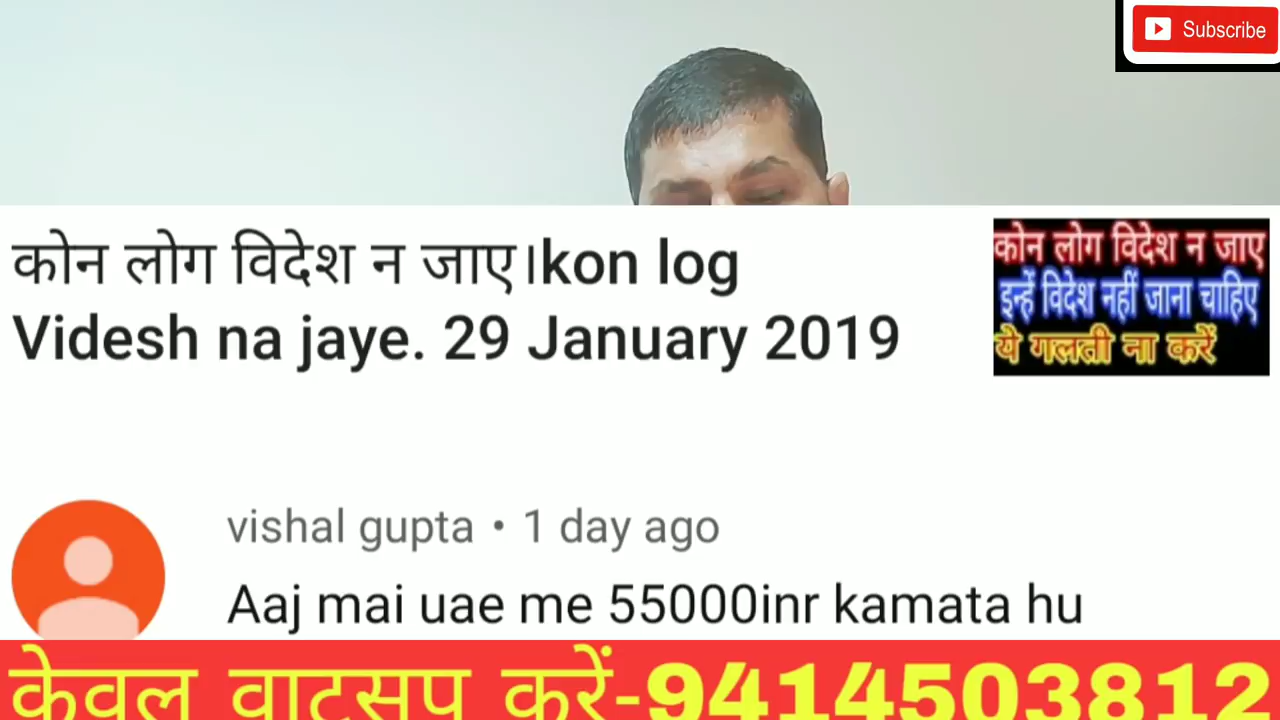 Subscribe
कोन लोग विदेश न जाए।kon log
Videsh na jaye. 29 January 2019
कोन लोग विदेश न जाए
इन्हें विदेश नहीं जाना चाहिए
ये गलती ना करें
vishal gupta • 1 day ago
Aaj mai uae me 55000inr kamata hu
केवल वाटसप करें-9414503812